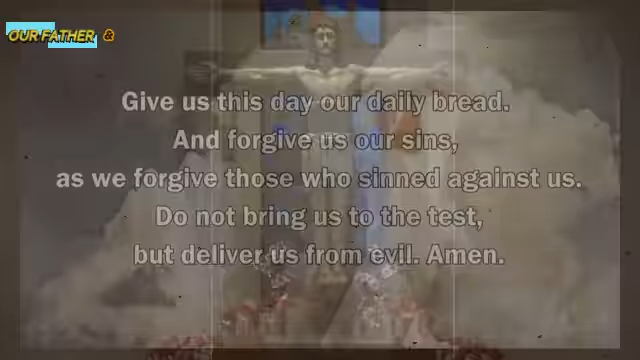 OUR FATHER &
Give us this day our daily bread.
And forgive us our sins,
as we forgive those who sinned against us.
Do not bring us to the test,
but deliver us from evil. Amen.